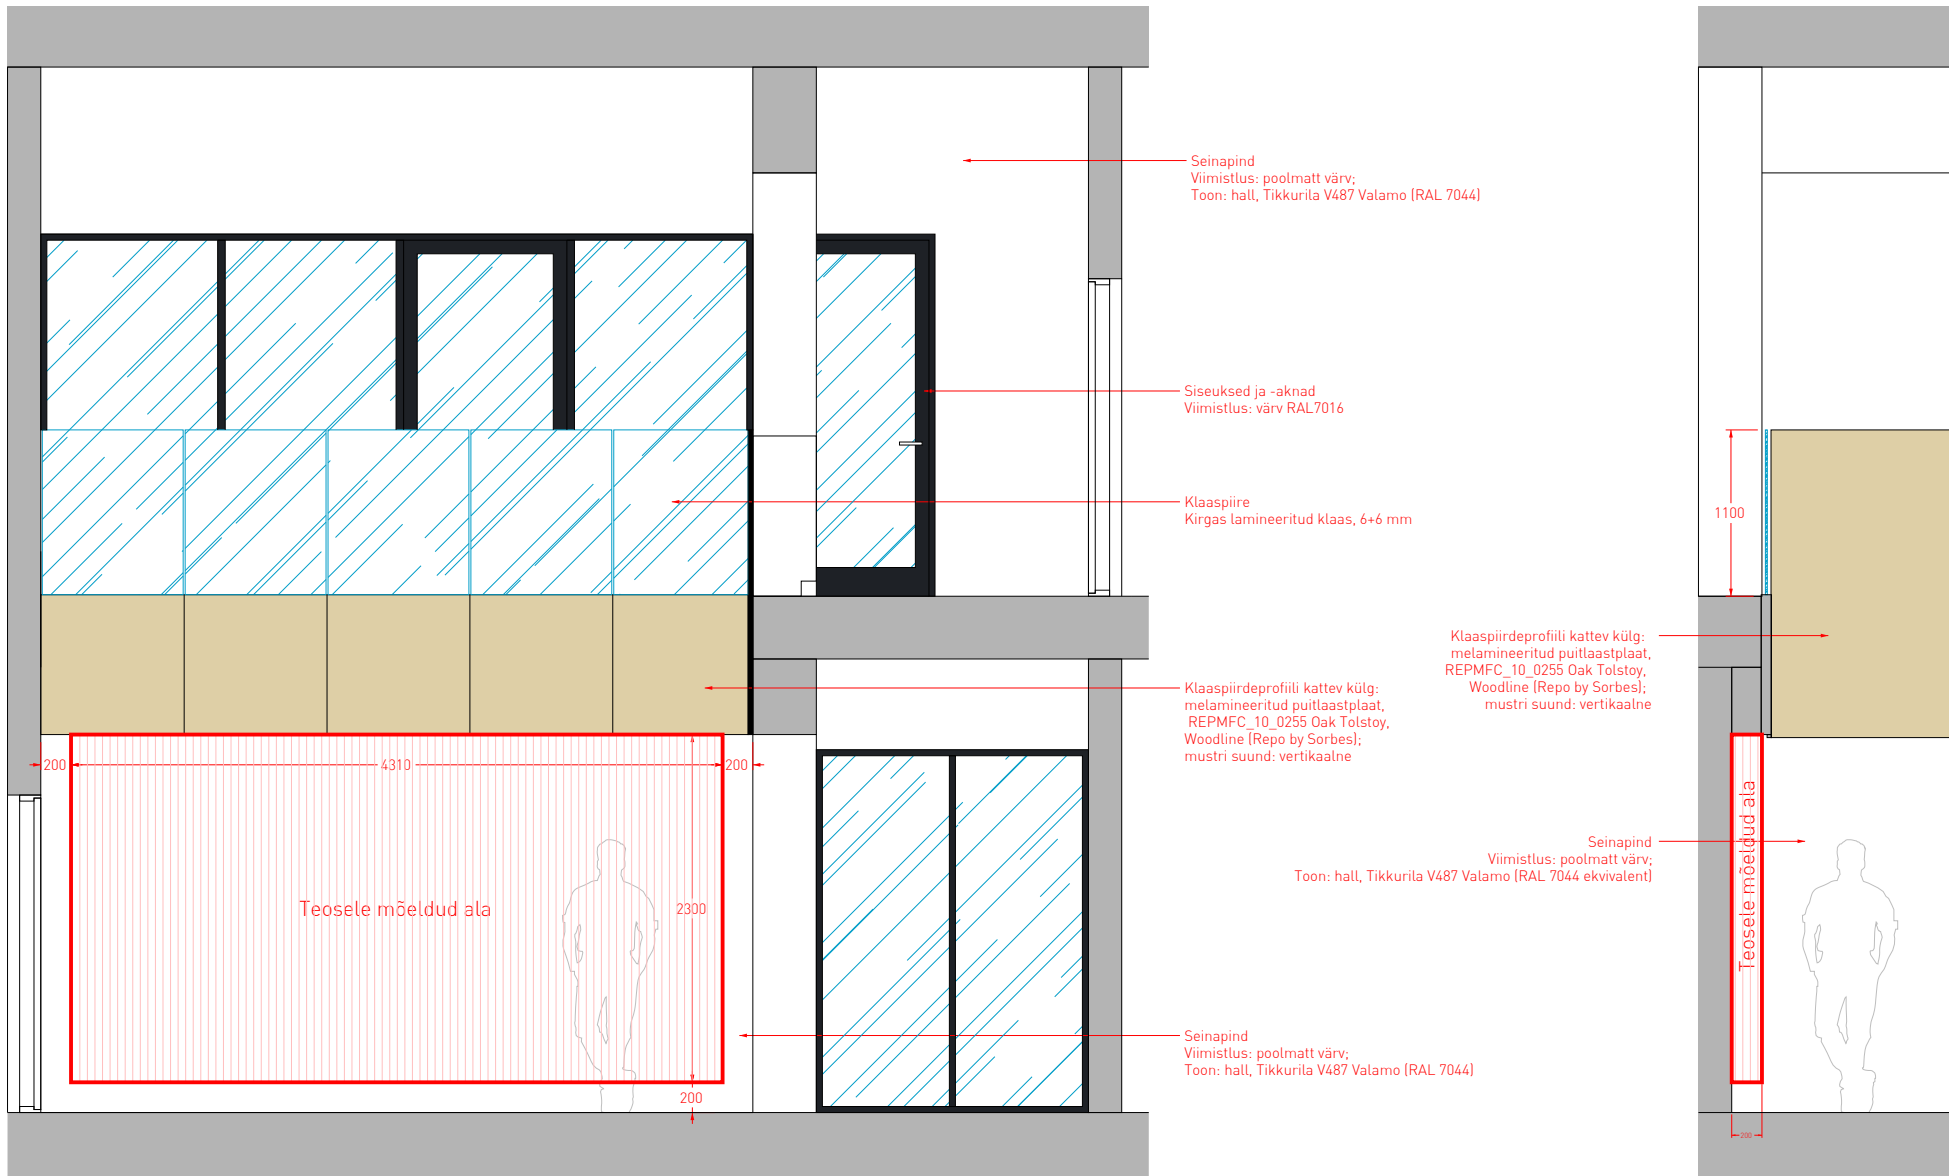 Seinapind
Viimistlus: poolmatt värv;
Toon: hall, Tikkurila V487 Valamo (RAL 7044)
Siseuksed ja -aknad
Viimistlus: värv RAL7016
Klaaspiire
Kirgas lamineeritud klaas, 6+6 mm
Klaaspiirdeprofiili kattev külg:
melamineeritud puitlaastplaat,
REPMFC_10_0255 Oak Tolstoy,
Woodline (Repo by Sorbes);
mustri suund: vertikaalne
200
4310
200
Teosele mõeldud ala
2300
200
Seinapind
Viimistlus: poolmatt värv;
Toon: hall, Tikkurila V487 Valamo (RAL 7044)
1100
Klaaspiirdeprofiili kattev külg:
melamineeritud puitlaastplaat,
REPMFC_10_0255 Oak Tolstoy,
Woodline (Repo by Sorbes);
mustri suund: vertikaalne
Seinapind
Viimistlus: poolmatt värv;
Toon: hall, Tikkurila V487 Valamo (RAL 7044 ekvivalent)
Teosele mõeldud ala
200